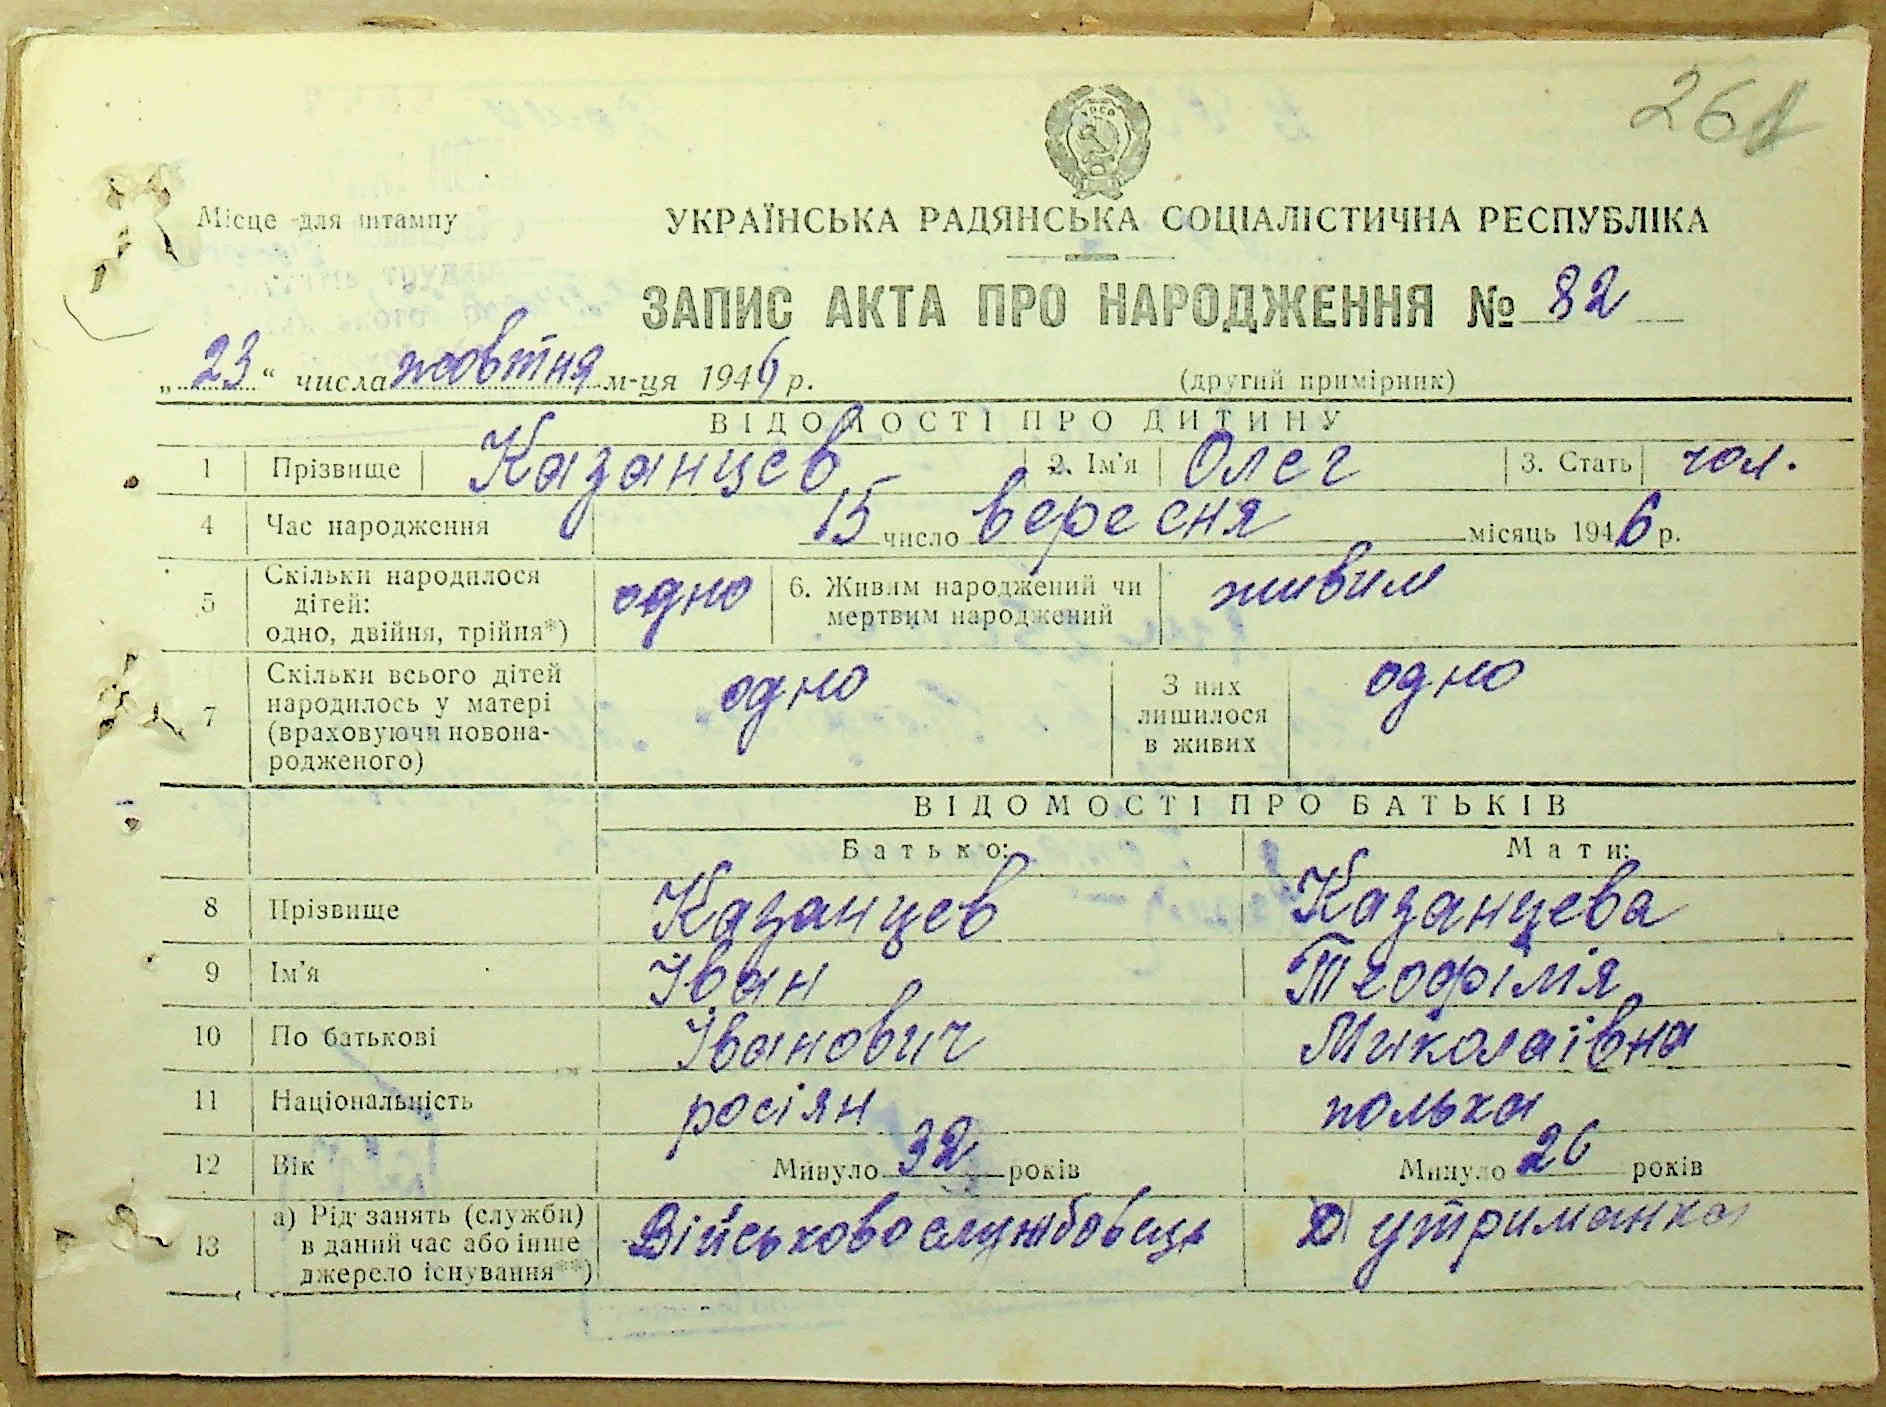 261
УРСР
Місце для штампу
УКРАЇНСЬКА РАДЯНСЬКА СОЦІАЛІСТИЧНА РЕСПУБЛІКА
ЗАПИС АКТА ПРО НАРОДЖЕННЯ № 82
„23“ числа жовтня м-ця 1946 р. (другий примірник)
ВІДОМОСТІ ПРО ДИТИНУ
1 Прізвище Казанцев 2. Ім'я Олег 3. Стать чол.
4 Час народження 15 число вересня місяць 1946 р.
5 Скільки народилося дітей: одно, двійня, трійня*) одно 6. Живим народжений чи мертвим народжений живим
7 Скільки всього дітей народилось у матері (враховуючи новонародженого) одно З них лишилося в живих одно
ВІДОМОСТІ ПРО БАТЬКІВ
Батько: Мати:
8 Прізвище Казанцев Казанцева
9 Ім'я Іван Теофілія
10 По батькові Іванович Миколаївна
11 Національність росіян полька
12 Вік Минуло 32 років Минуло 26 років
13 а) Рід занять (служби) в даний час або інше джерело існування**) Військовослужбовець утриманка